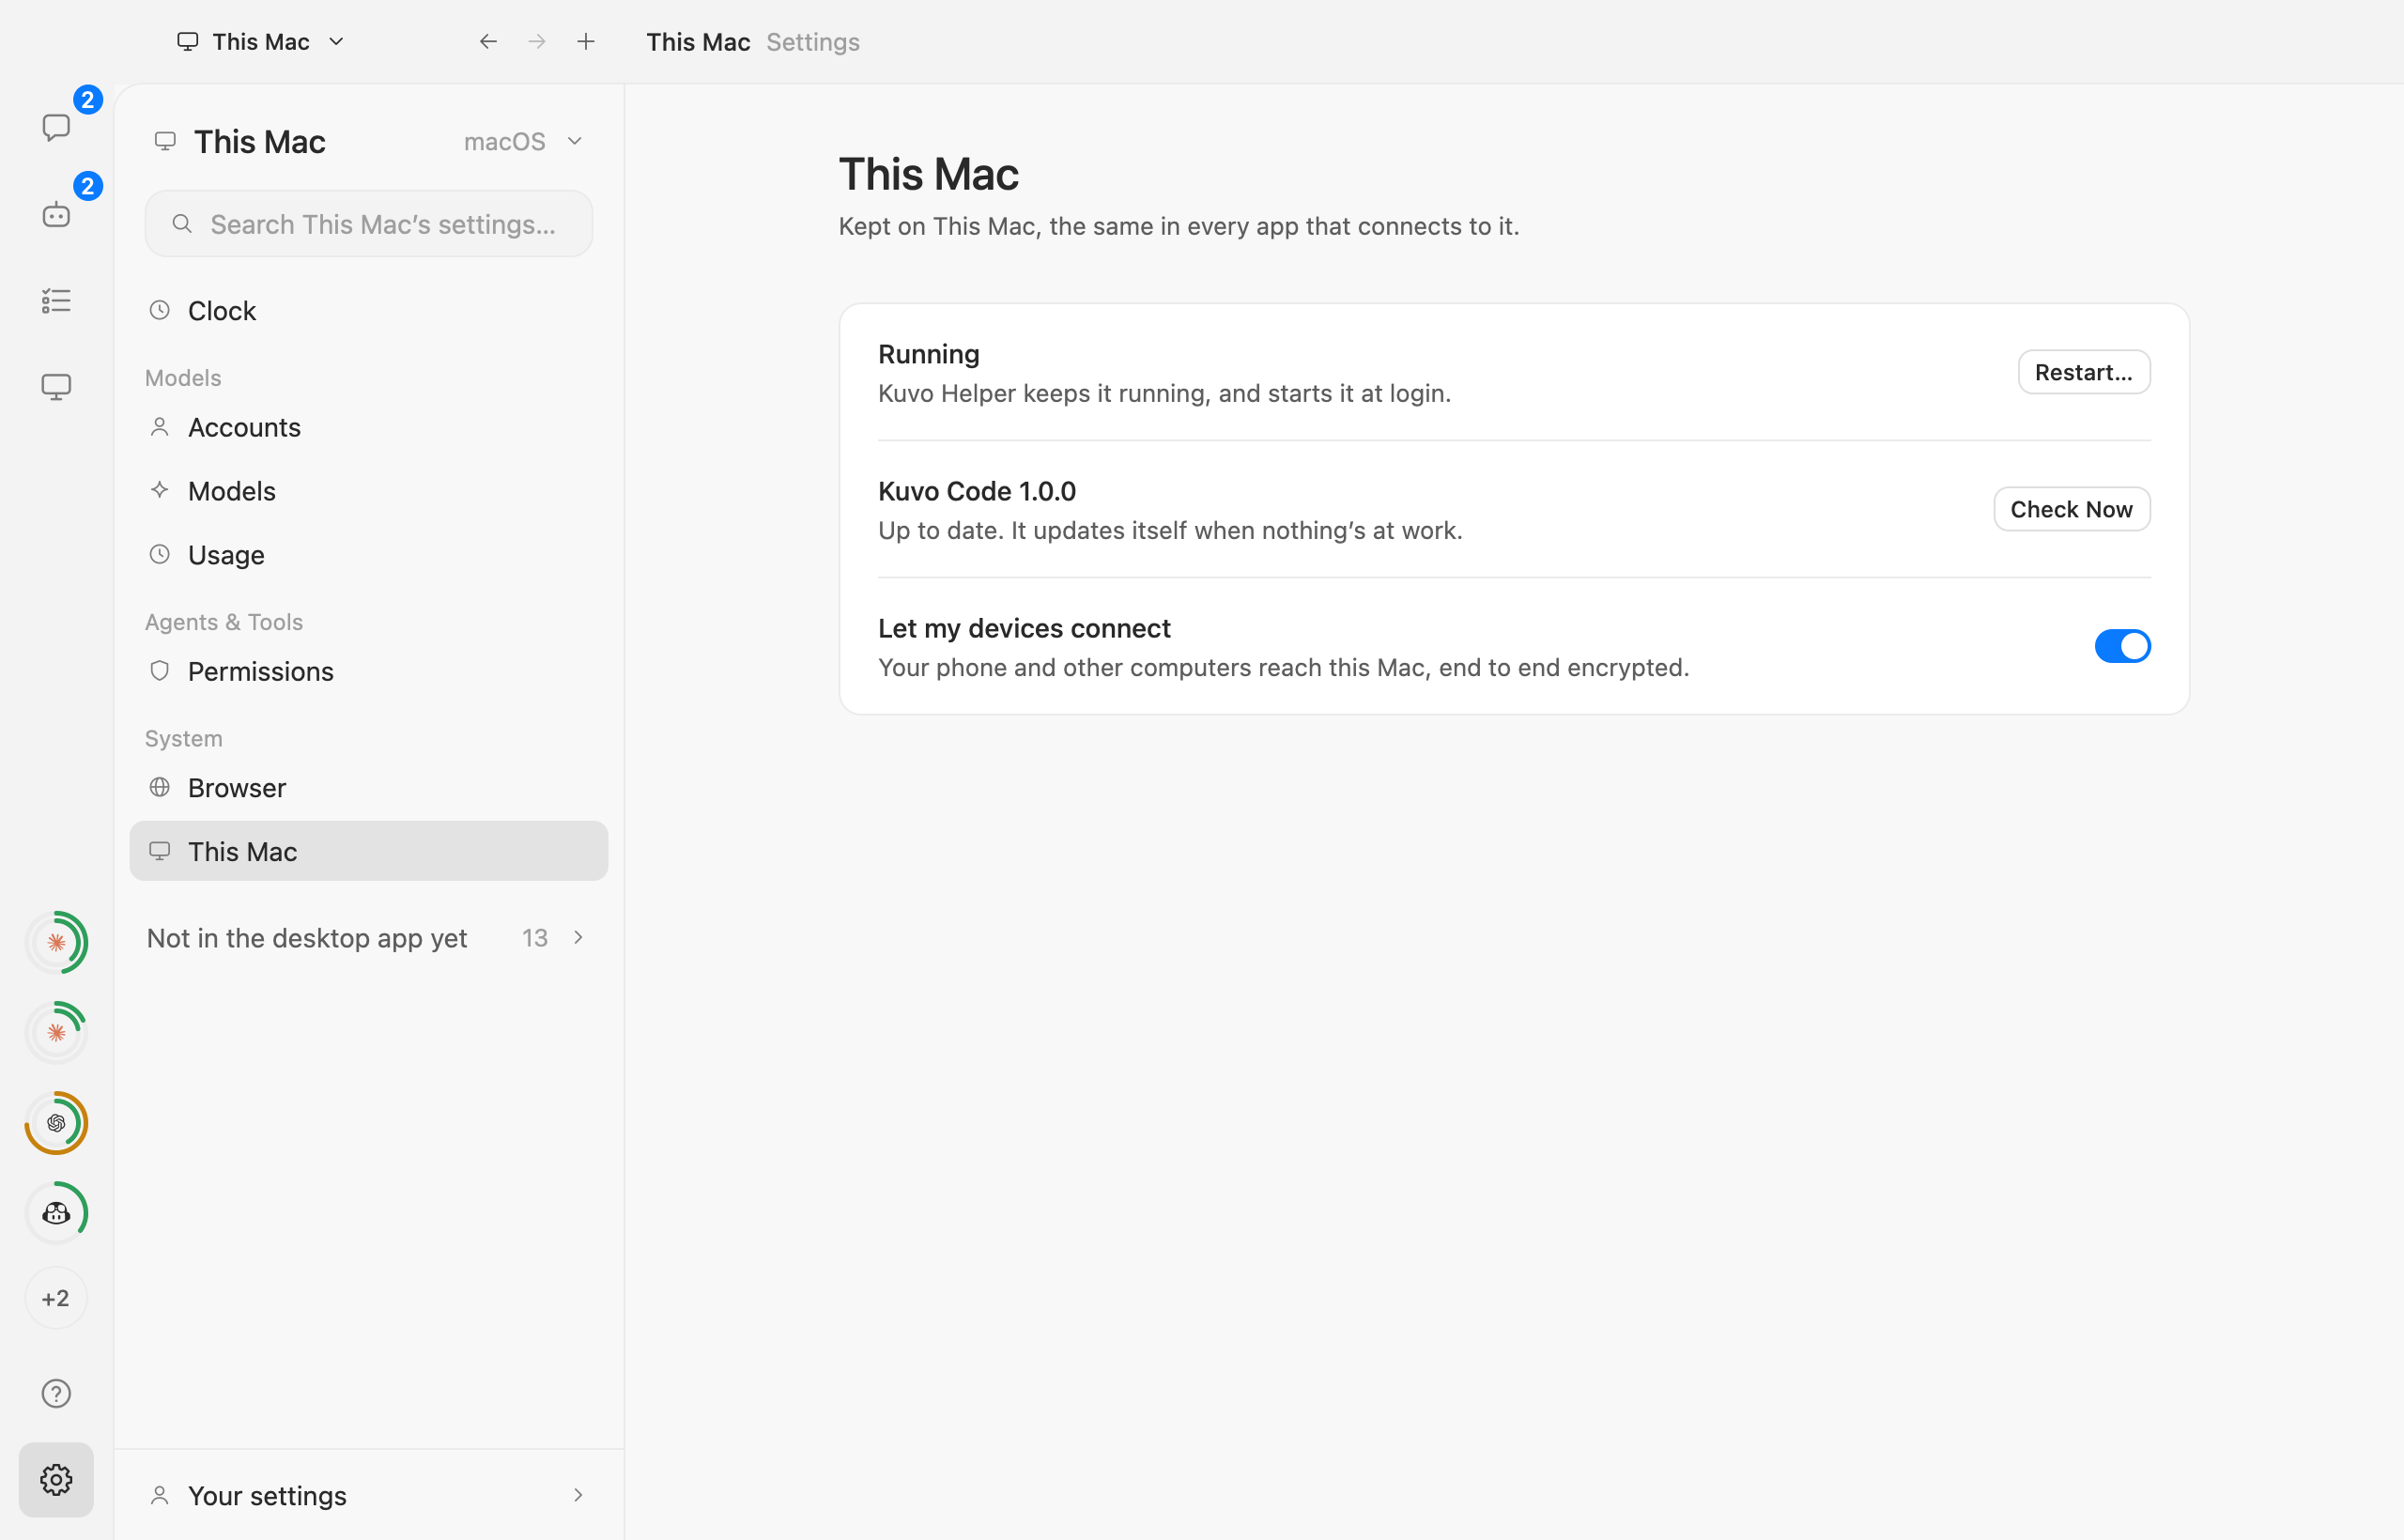 This Mac
This Mac Settings
2
2
This Mac macOS
Search This Mac’s settings...
Clock
Models
Accounts
Models
Usage
Agents & Tools
Permissions
System
Browser
This Mac
Not in the desktop app yet 13
+2
Your settings
This Mac
Kept on This Mac, the same in every app that connects to it.
Running
Kuvo Helper keeps it running, and starts it at login.
Restart...
Kuvo Code 1.0.0
Up to date. It updates itself when nothing’s at work.
Check Now
Let my devices connect
Your phone and other computers reach this Mac, end to end encrypted.